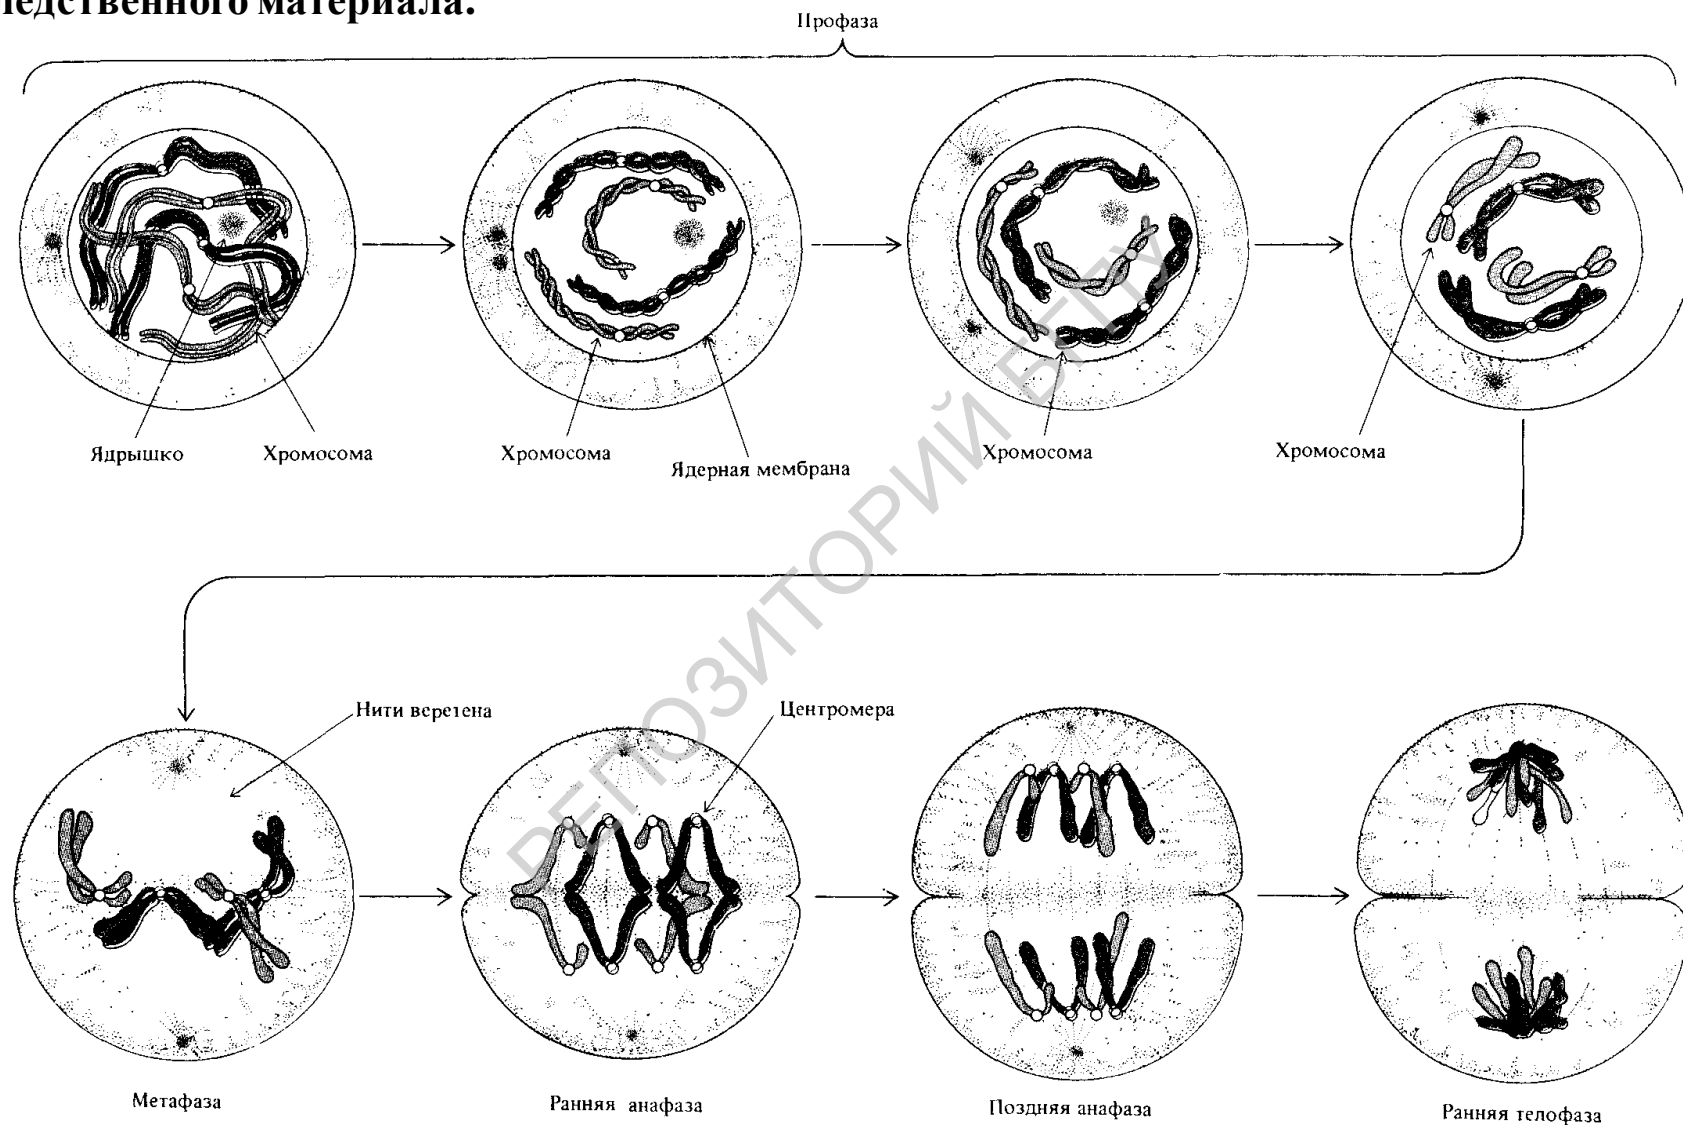 ледственного материала.
Профаза
Ядрышко
Хромосома
Хромосома
Ядерная мембрана
Хромосома
Хромосома
РЕПОЗИТОРИЙ БГПУ
Нити веретена
Центромера
Метафаза
Ранняя анафаза
Поздняя анафаза
Ранняя телофаза